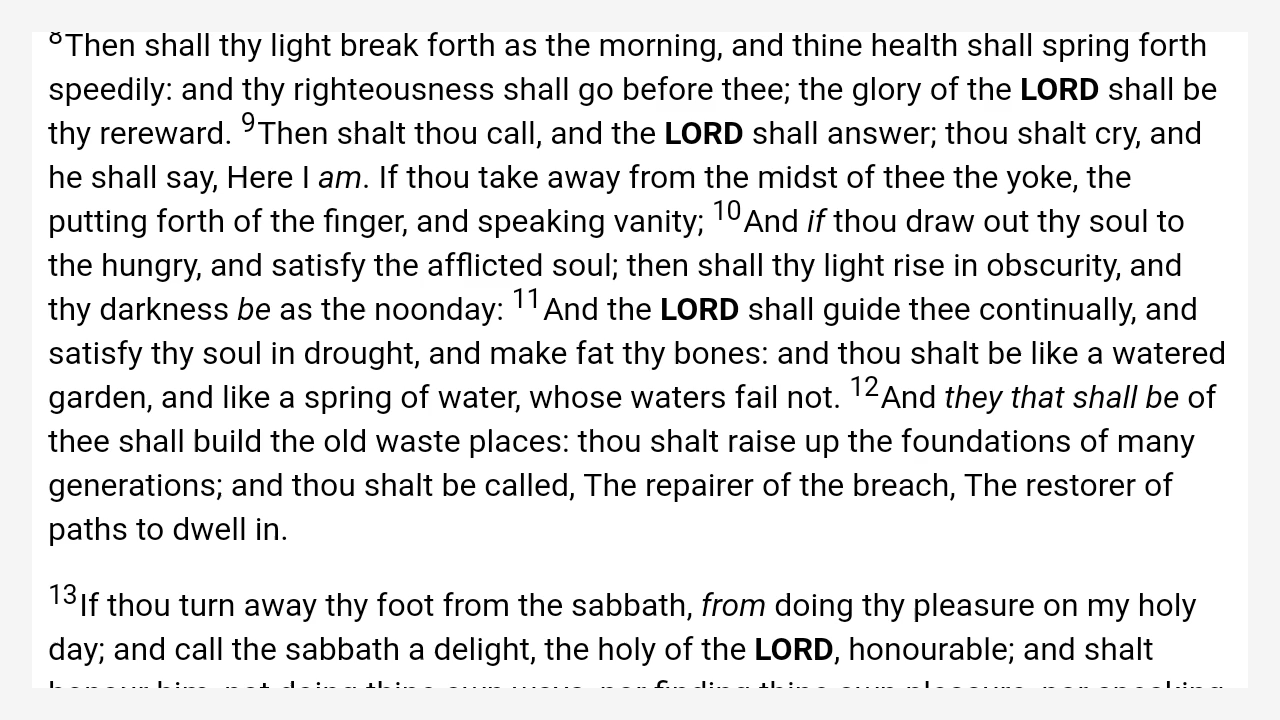 8Then shall thy light break forth as the morning, and thine health shall spring forth
speedily: and thy righteousness shall go before thee; the glory of the LORD shall be
thy rereward. 9Then shalt thou call, and the LORD shall answer; thou shalt cry, and
he shall say, Here I am. If thou take away from the midst of thee the yoke, the
putting forth of the finger, and speaking vanity; 10And if thou draw out thy soul to
the hungry, and satisfy the afflicted soul; then shall thy light rise in obscurity, and
thy darkness be as the noonday: 11And the LORD shall guide thee continually, and
satisfy thy soul in drought, and make fat thy bones: and thou shalt be like a watered
garden, and like a spring of water, whose waters fail not. 12And they that shall be of
thee shall build the old waste places: thou shalt raise up the foundations of many
generations; and thou shalt be called, The repairer of the breach, The restorer of
paths to dwell in.
13If thou turn away thy foot from the sabbath, from doing thy pleasure on my holy
day; and call the sabbath a delight, the holy of the LORD, honourable; and shalt